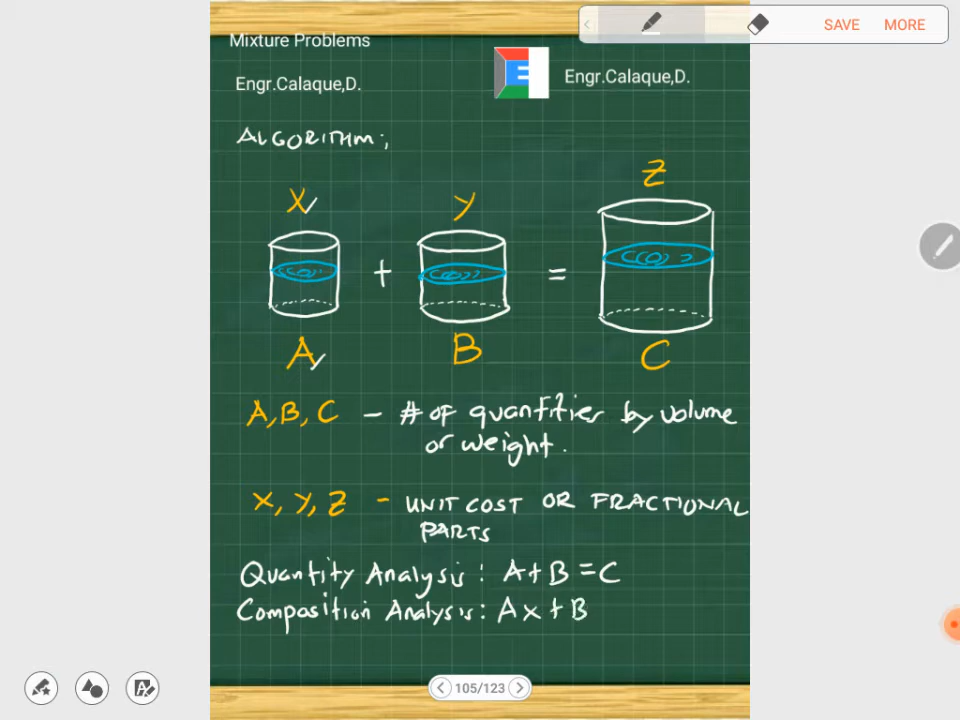 SAVE MORE
Mixture Problems
Engr.Calaque,D.
E
Engr.Calaque,D.
ALGORITHM;
X Y Z
+ =
A B C
A, B, C - # of quantities by volume
or weight.
X, Y, Z - UNIT COST OR FRACTIONAL
PARTS
Quantity Analysis: A+B=C
Composition Analysis: Ax+B
105/123